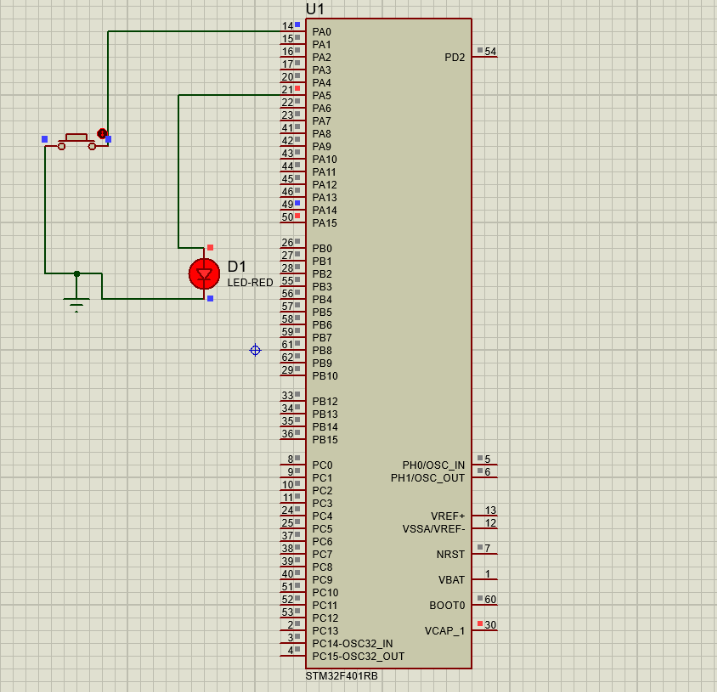 U1
14 PA0
15 PA1
16 PA2 PD2 54
17 PA3
20 PA4
21 PA5
22 PA6
23 PA7
41 PA8
42 PA9
43 PA10
44 PA11
45 PA12
46 PA13
49 PA14
50 PA15
26 PB0
27 PB1
D1
28 PB2
LED-RED
55 PB3
56 PB4
57 PB5
58 PB6
59 PB7
61 PB8
62 PB9
29 PB10
33 PB12
34 PB13
35 PB14
36 PB15
8 PC0 PH0/OSC_IN 5
9 PC1 PH1/OSC_OUT 6
10 PC2
11 PC3
24 PC4 VREF+ 13
25 PC5 VSSA/VREF- 12
37 PC6
38 PC7 NRST 7
39 PC8
40 PC9 VBAT 1
51 PC10
52 PC11 BOOT0 60
53 PC12
2 PC13 VCAP_1 30
3 PC14-OSC32_IN
4 PC15-OSC32_OUT
STM32F401RB